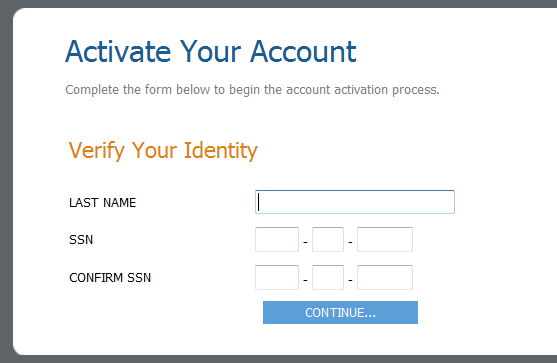 Activate Your Account
Complete the form below to begin the account activation process.
Verify Your Identity
LAST NAME
SSN - -
CONFIRM SSN - -
CONTINUE...